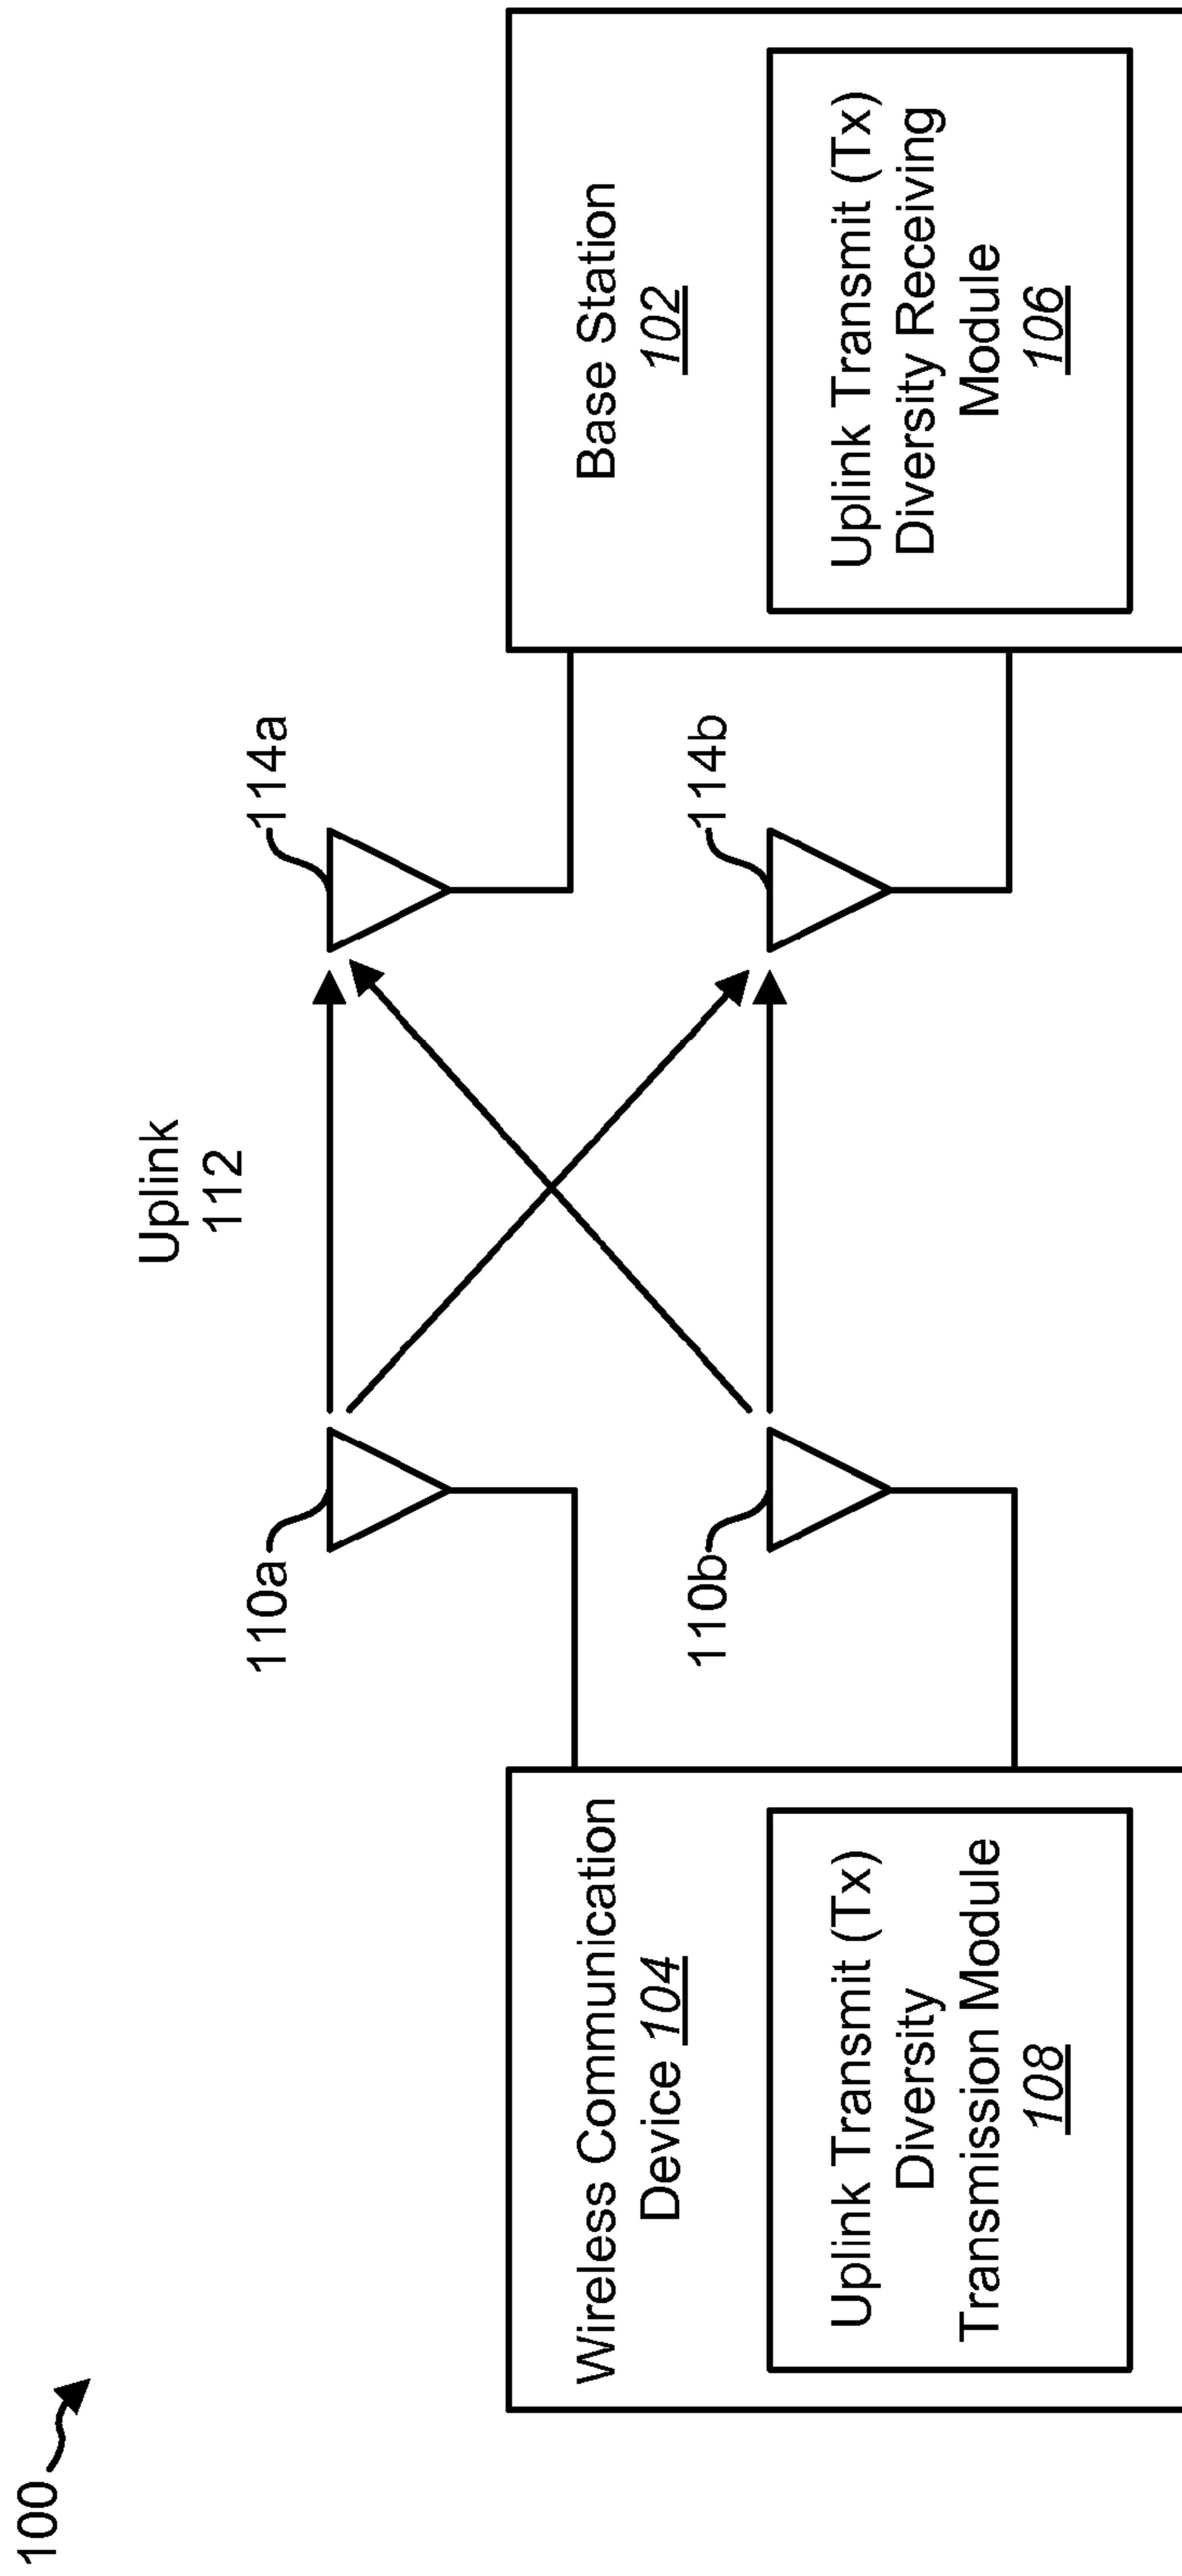 100
Uplink
112
110a
114a
110b
114b
Wireless Communication
Device 104
Uplink Transmit (Tx)
Diversity
Transmission Module
108
Base Station
102
Uplink Transmit (Tx)
Diversity Receiving
Module
106